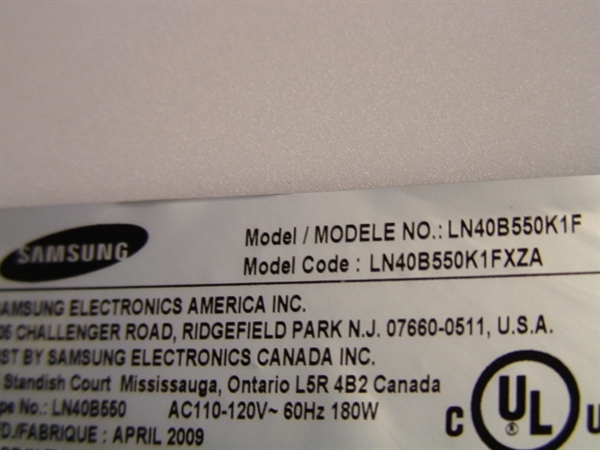 SAMSUNG
Model / MODELE NO.: LN40B550K1F
Model Code : LN40B550K1FXZA
SAMSUNG ELECTRONICS AMERICA INC.
CHALLENGER ROAD, RIDGEFIELD PARK N.J. 07660-0511, U.S.A.
BY SAMSUNG ELECTRONICS CANADA INC.
Standish Court Mississauga, Ontario L5R 4B2 Canada
No.: LN40B550 AC110-120V~ 60Hz 180W
C UL ®
/FABRIQUE : APRIL 2009